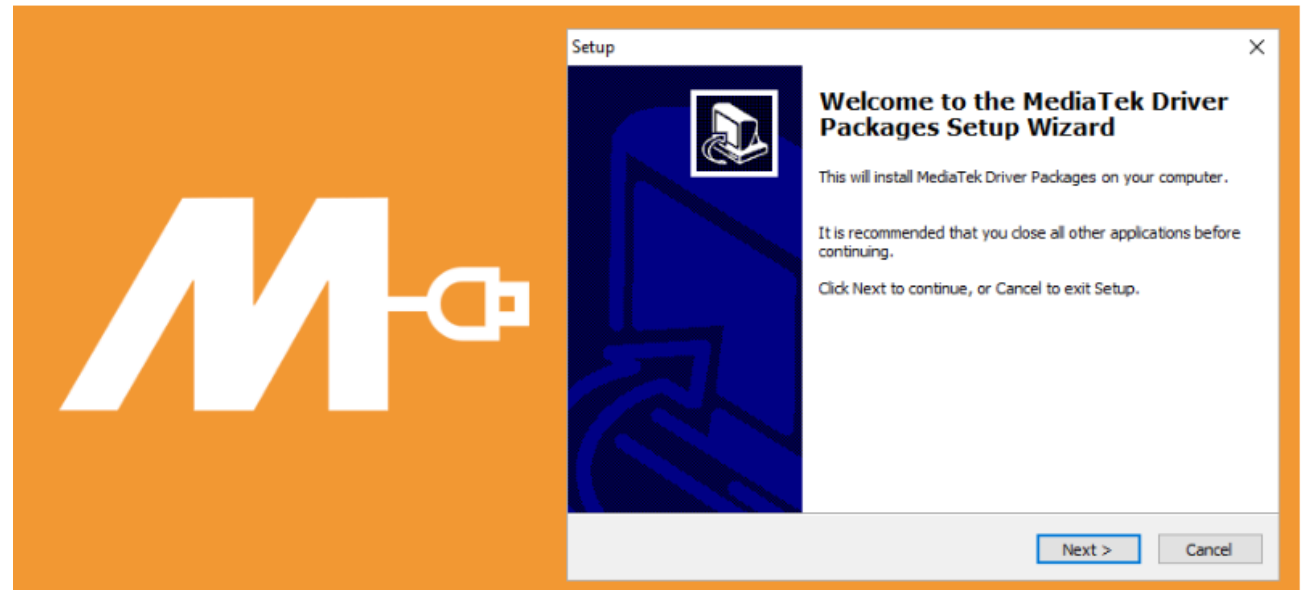 Setup
Welcome to the MediaTek Driver
Packages Setup Wizard
This will install MediaTek Driver Packages on your computer.
It is recommended that you close all other applications before
continuing.
Click Next to continue, or Cancel to exit Setup.
Next >
Cancel